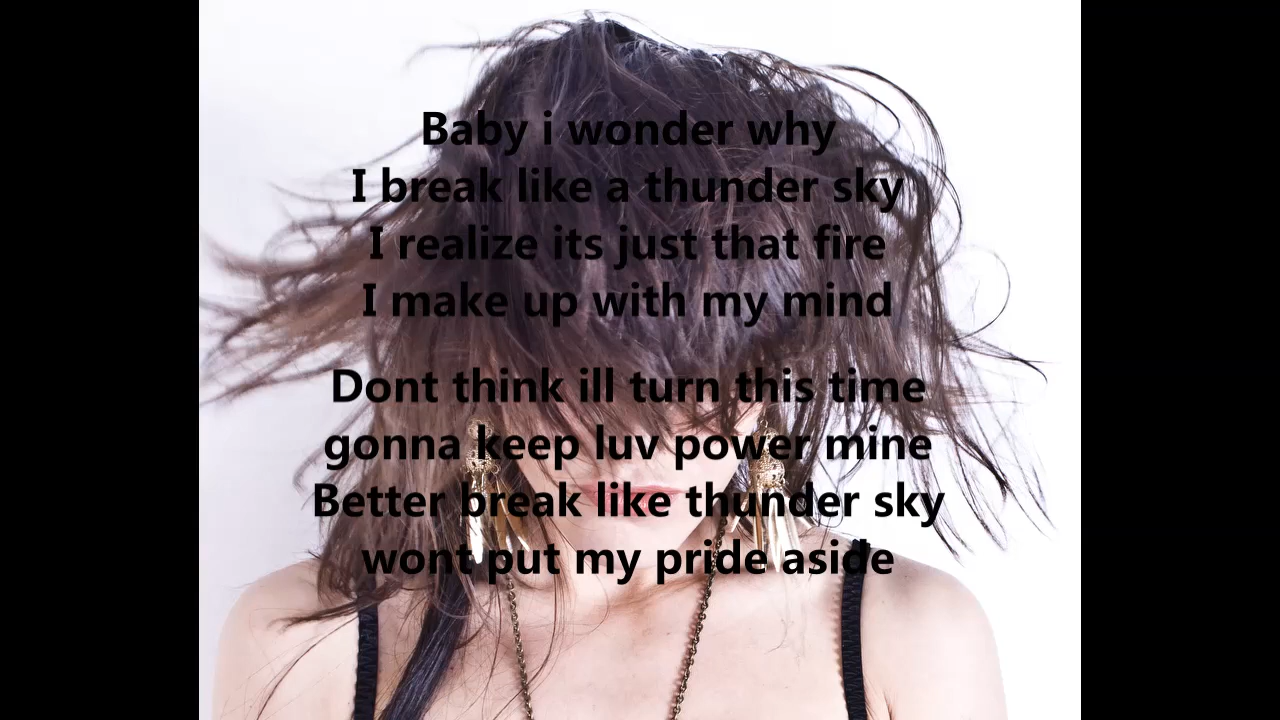 Baby i wonder why
I break like a thunder sky
I realize its just that fire
I make up with my mind
Dont think ill turn this time
gonna keep luv power mine
Better break like thunder sky
wont put my pride aside